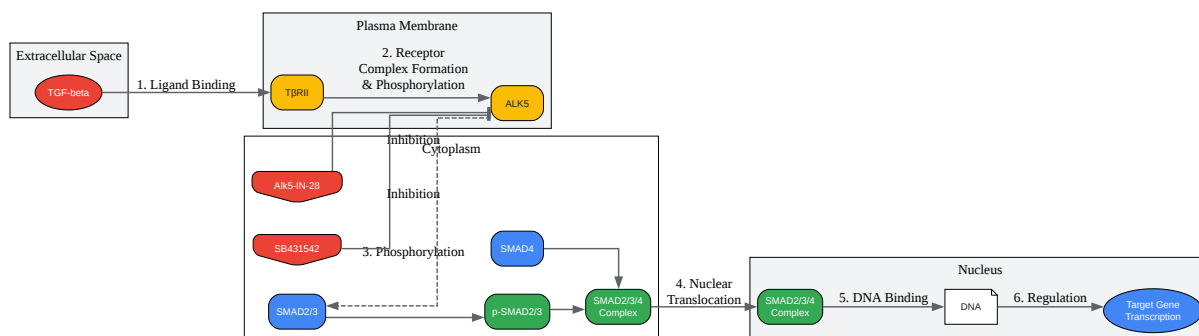 Extracellular Space
TGF-beta
1. Ligand Binding
Plasma Membrane
2. Receptor
Complex Formation
& Phosphorylation
TβRII
ALK5
Inhibition
Cytoplasm
Alk5-IN-28
Inhibition
SB431542
3. Phosphorylation
SMAD4
SMAD2/3
p-SMAD2/3
SMAD2/3/4
Complex
4. Nuclear
Translocation
Nucleus
SMAD2/3/4
Complex
5. DNA Binding
DNA
6. Regulation
Target Gene
Transcription